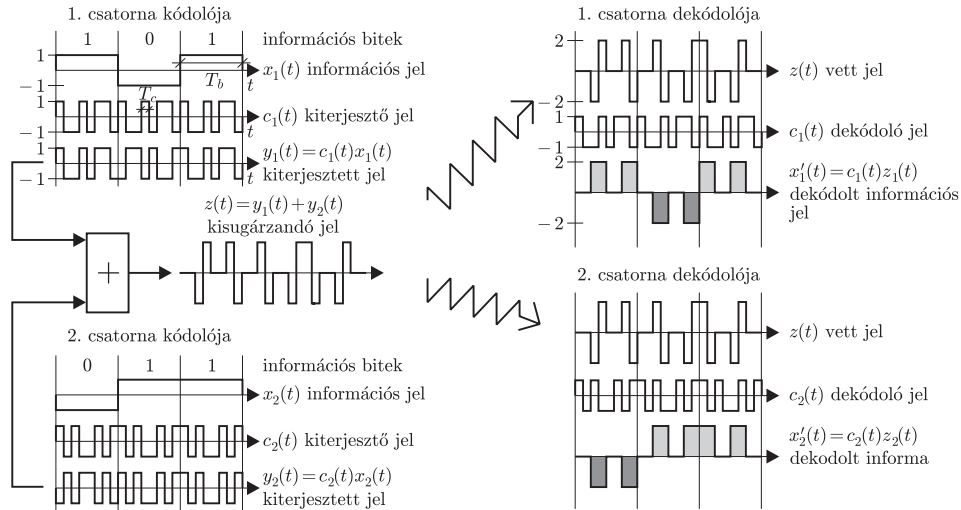 1. csatorna kódolója
1 0 1 információs bitek
1
−1
x₁(t) információs jel
T_b
t
T_c
1
−1
c₁(t) kiterjesztő jel
t
1
−1
y₁(t)=c₁(t)x₁(t)
kiterjesztett jel
t
z(t)=y₁(t)+y₂(t)
kisugárzandó jel
+
2. csatorna kódolója
0 1 1 információs bitek
x₂(t) információs jel
c₂(t) kiterjesztő jel
y₂(t)=c₂(t)x₂(t)
kiterjesztett jel
1. csatorna dekódolója
2
−2
z(t) vett jel
1
−1
c₁(t) dekódoló jel
2
−2
x′₁(t)=c₁(t)z₁(t)
dekódolt információs
jel
2. csatorna dekódolója
z(t) vett jel
c₂(t) dekódoló jel
x′₂(t)=c₂(t)z₂(t)
dekodolt informa